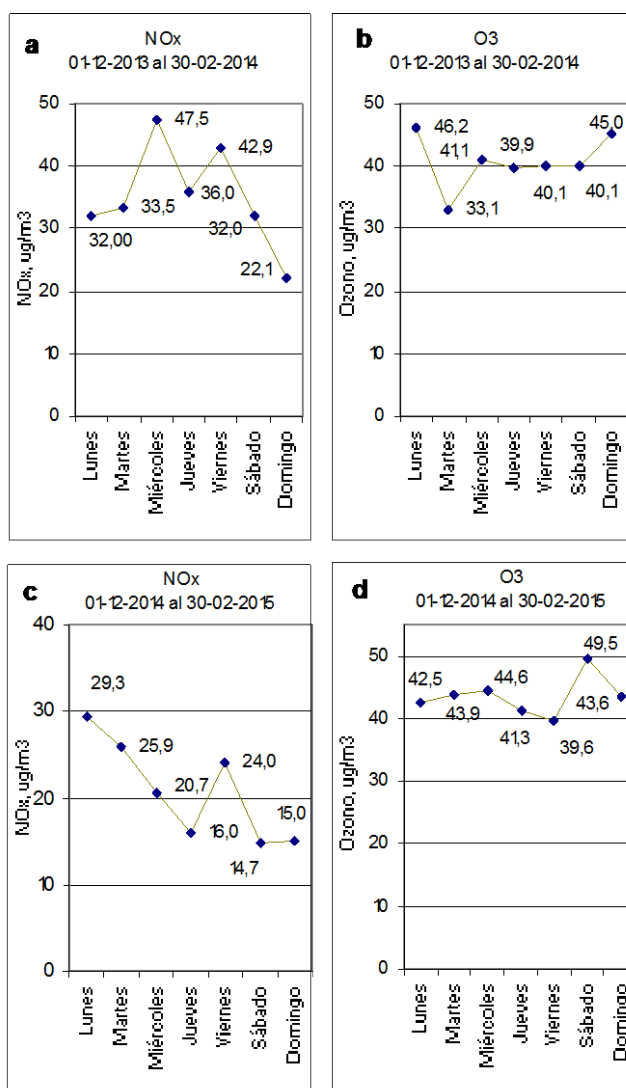 a
NOx
01-12-2013 al 30-02-2014
NOx, ug/m3
50
40
30
20
10
0
32,00
33,5
47,5
36,0
42,9
32,0
22,1
Lunes
Martes
Miércoles
Jueves
Viernes
Sábado
Domingo
b
O3
01-12-2013 al 30-02-2014
Ozono, ug/m3
50
40
30
20
10
0
46,2
33,1
41,1
39,9
40,1
40,1
45,0
Lunes
Martes
Miércoles
Jueves
Viernes
Sábado
Domingo
c
NOx
01-12-2014 al 30-02-2015
NOx, ug/m3
40
30
20
10
0
29,3
25,9
20,7
16,0
24,0
14,7
15,0
Lunes
Martes
Miércoles
Jueves
Viernes
Sábado
Domingo
d
O3
01-12-2014 al 30-02-2015
Ozono, ug/m3
50
40
30
20
10
0
42,5
43,9
44,6
41,3
39,6
49,5
43,6
Lunes
Martes
Miércoles
Jueves
Viernes
Sábado
Domingo